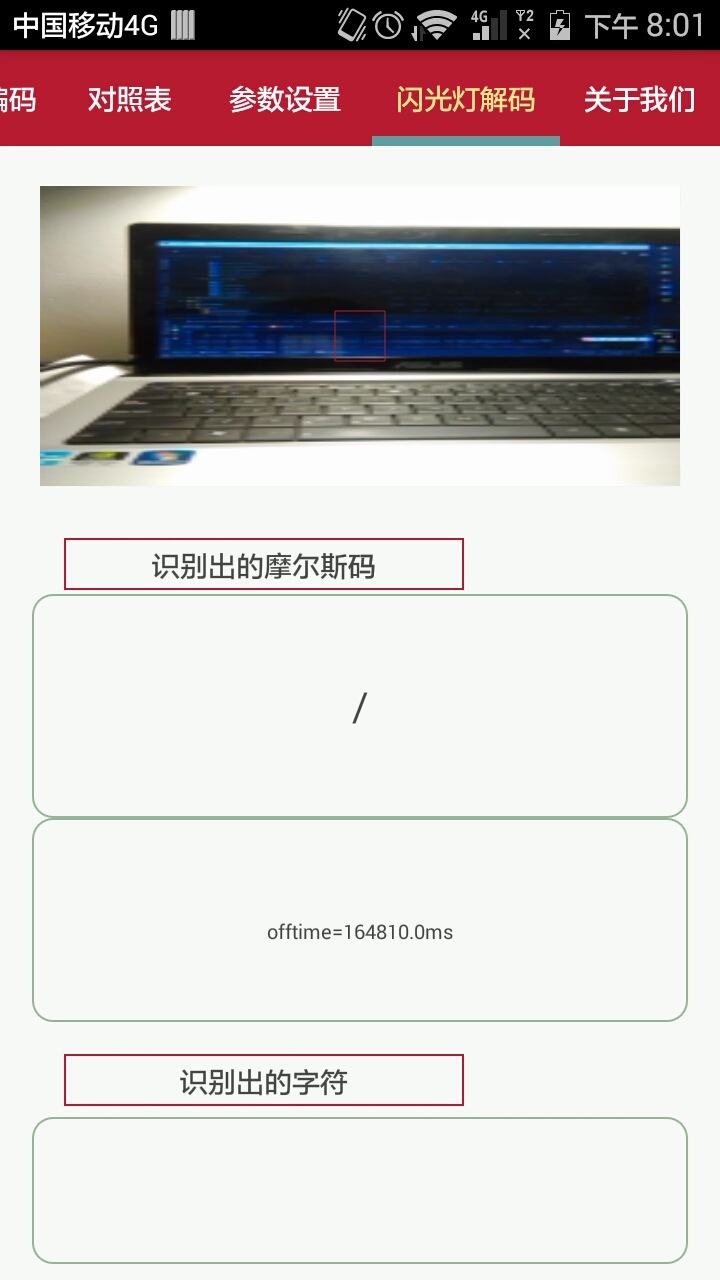 中国移动4G 4G 2 下午 8:01
编码 对照表 参数设置 闪光灯解码 关于我们
识别出的摩尔斯码
/
offtime=164810.0ms
识别出的字符